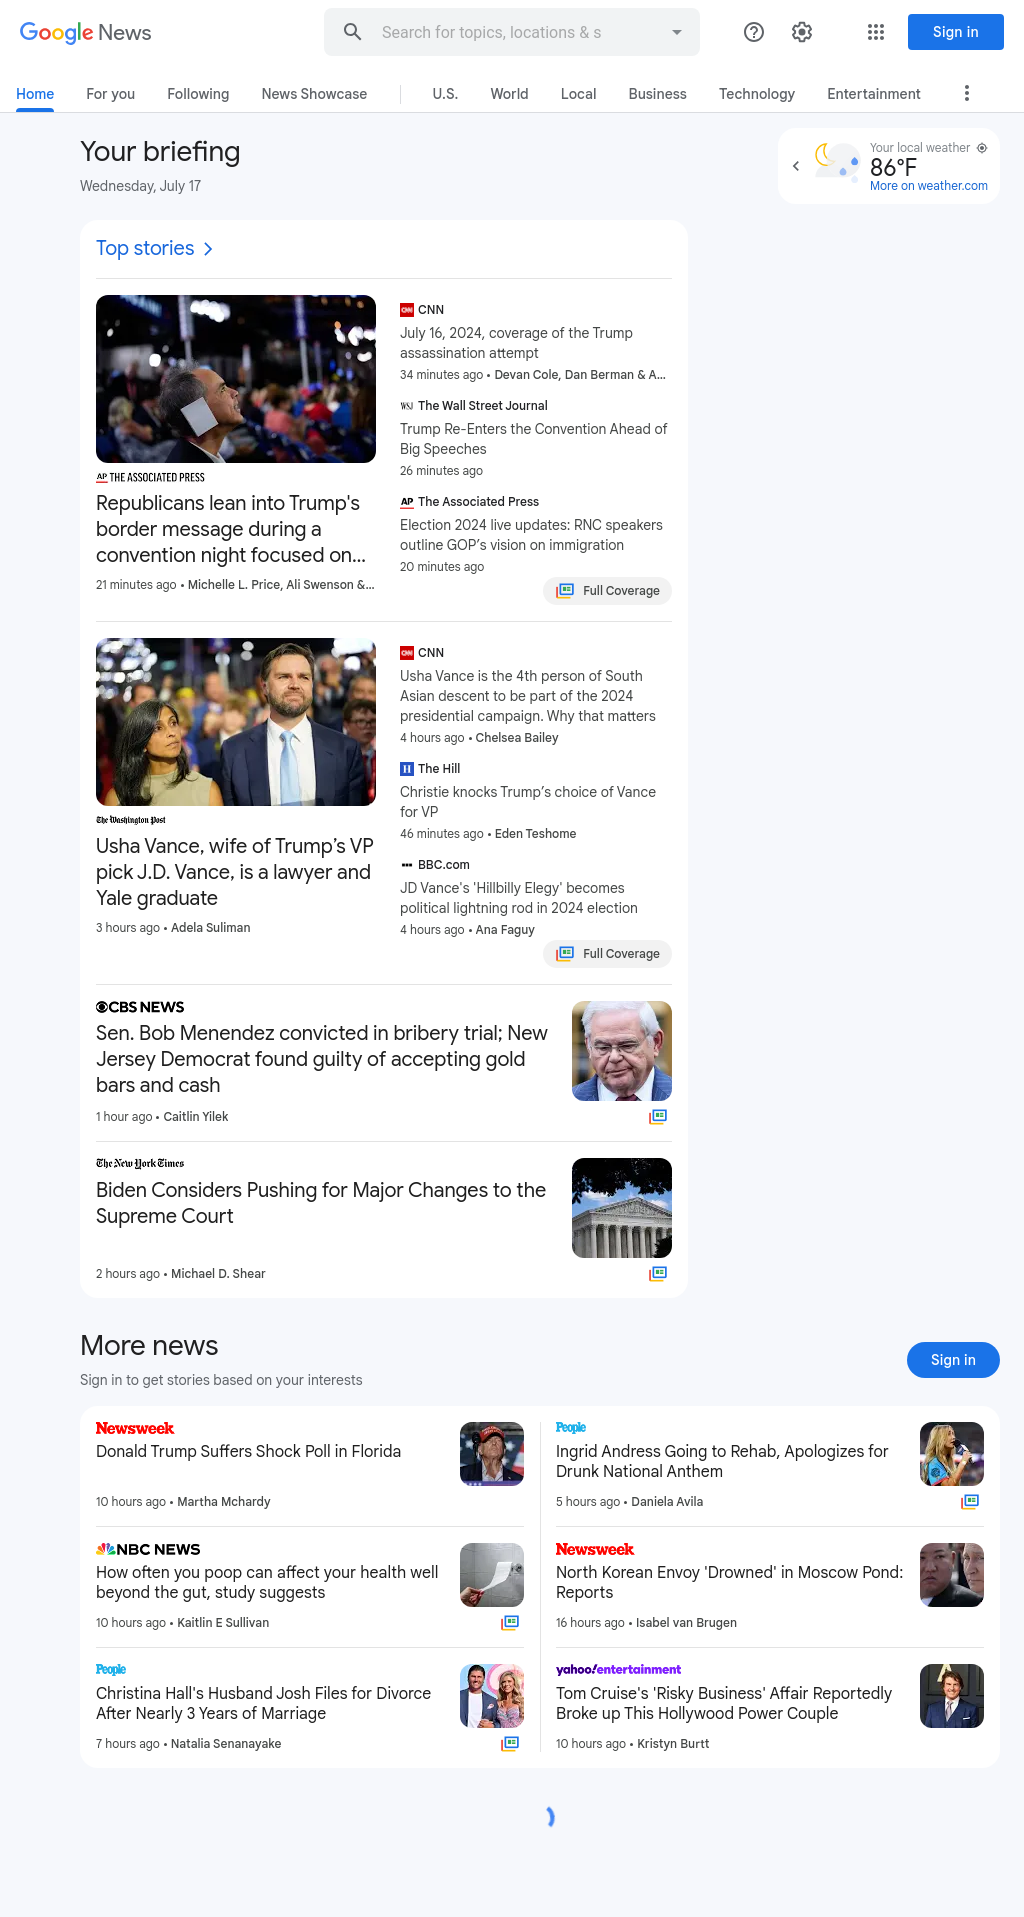 Google News
Search for topics, locations & s
Sign in
Home
For you
Following
News Showcase
U.S.
World
Local
Business
Technology
Entertainment
Your briefing
Wednesday, July 17
Your local weather
86°F
More on weather.com
Top stories
AP THE ASSOCIATED PRESS
Republicans lean into Trump's
border message during a
convention night focused on...
21 minutes ago • Michelle L. Price, Ali Swenson &...
CNN
July 16, 2024, coverage of the Trump
assassination attempt
34 minutes ago • Devan Cole, Dan Berman & A...
WSJ The Wall Street Journal
Trump Re-Enters the Convention Ahead of
Big Speeches
26 minutes ago
AP The Associated Press
Election 2024 live updates: RNC speakers
outline GOP’s vision on immigration
20 minutes ago
Full Coverage
The Washington Post
Usha Vance, wife of Trump’s VP
pick J.D. Vance, is a lawyer and
Yale graduate
3 hours ago • Adela Suliman
CNN
Usha Vance is the 4th person of South
Asian descent to be part of the 2024
presidential campaign. Why that matters
4 hours ago • Chelsea Bailey
H The Hill
Christie knocks Trump’s choice of Vance
for VP
46 minutes ago • Eden Teshome
BBC.com
JD Vance's 'Hillbilly Elegy' becomes
political lightning rod in 2024 election
4 hours ago • Ana Faguy
Full Coverage
CBS NEWS
Sen. Bob Menendez convicted in bribery trial; New
Jersey Democrat found guilty of accepting gold
bars and cash
1 hour ago • Caitlin Yilek
The New York Times
Biden Considers Pushing for Major Changes to the
Supreme Court
2 hours ago • Michael D. Shear
More news
Sign in to get stories based on your interests
Sign in
Newsweek
Donald Trump Suffers Shock Poll in Florida
10 hours ago • Martha Mchardy
People
Ingrid Andress Going to Rehab, Apologizes for
Drunk National Anthem
5 hours ago • Daniela Avila
NBC NEWS
How often you poop can affect your health well
beyond the gut, study suggests
10 hours ago • Kaitlin E Sullivan
Newsweek
North Korean Envoy 'Drowned' in Moscow Pond:
Reports
16 hours ago • Isabel van Brugen
People
Christina Hall's Husband Josh Files for Divorce
After Nearly 3 Years of Marriage
7 hours ago • Natalia Senanayake
yahoo!entertainment
Tom Cruise's 'Risky Business' Affair Reportedly
Broke up This Hollywood Power Couple
10 hours ago • Kristyn Burtt